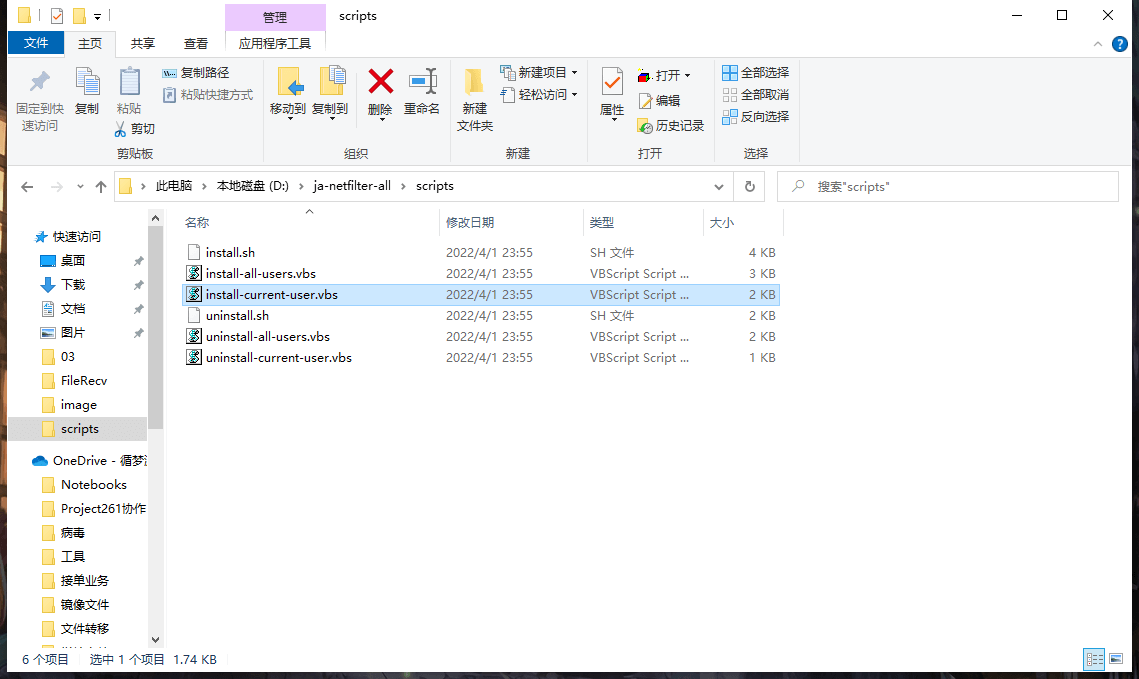 管理
scripts
文件
主页
共享
查看
应用程序工具
固定到快
速访问
复制
粘贴
复制路径
粘贴快捷方式
剪切
剪贴板
移动到
复制到
删除
重命名
组织
新建
文件夹
新建项目
轻松访问
新建
属性
打开
编辑
历史记录
打开
全部选择
全部取消
反向选择
选择
此电脑 本地磁盘 (D:) ja-netfilter-all scripts
搜索"scripts"
快速访问
桌面
下载
文档
图片
03
FileRecv
image
scripts
OneDrive - 循梦
Notebooks
Project261协作
病毒
工具
接单业务
镜像文件
文件转移
名称 修改日期 类型 大小
install.sh 2022/4/1 23:55 SH 文件 4 KB
install-all-users.vbs 2022/4/1 23:55 VBScript Script ... 3 KB
install-current-user.vbs 2022/4/1 23:55 VBScript Script ... 2 KB
uninstall.sh 2022/4/1 23:55 SH 文件 2 KB
uninstall-all-users.vbs 2022/4/1 23:55 VBScript Script ... 2 KB
uninstall-current-user.vbs 2022/4/1 23:55 VBScript Script ... 1 KB
6 个项目 选中 1 个项目 1.74 KB